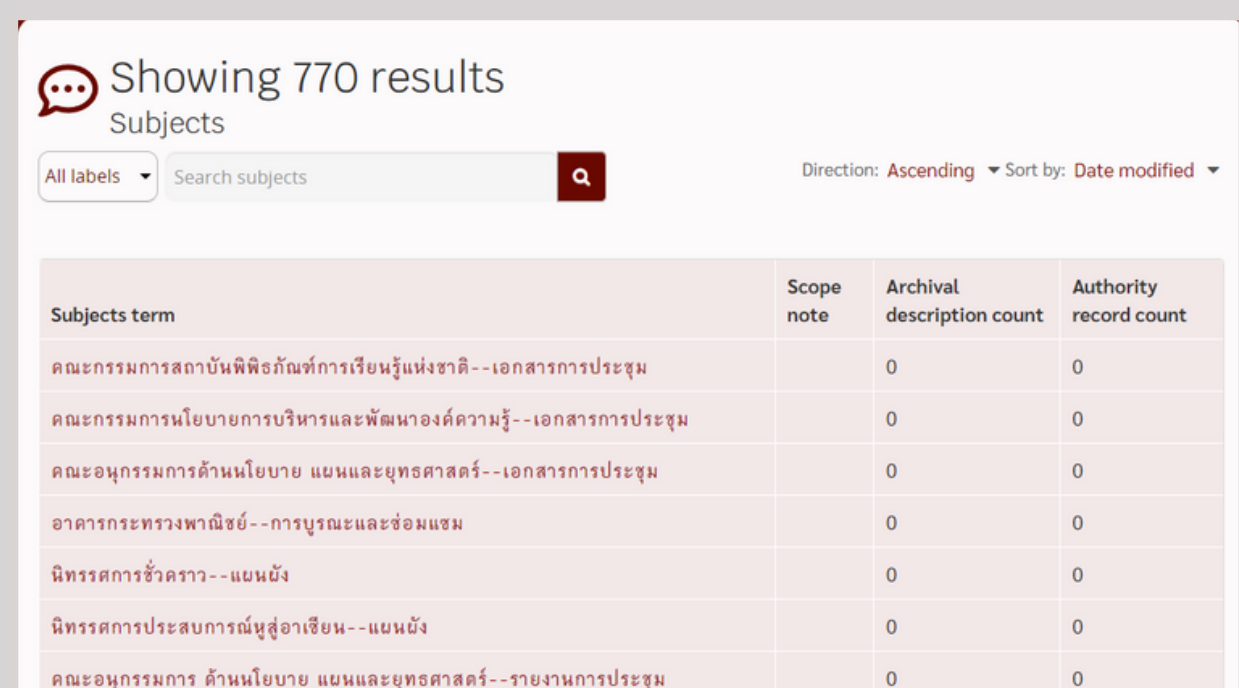 Showing 770 results
Subjects
All labels Search subjects Direction: Ascending Sort by: Date modified
Subjects term Scope note Archival description count Authority record count
คณะกรรมการสถาบันพิพิธภัณฑ์การเรียนรู้แห่งชาติ--เอกสารการประชุม 0 0
คณะกรรมการนโยบายการบริหารและพัฒนาองค์ความรู้--เอกสารการประชุม 0 0
คณะอนุกรรมการด้านนโยบาย แผนและยุทธศาสตร์--เอกสารการประชุม 0 0
อาคารกระทรวงพาณิชย์--การบูรณะและซ่อมแซม 0 0
นิทรรศการชั่วคราว--แผนผัง 0 0
นิทรรศการประสบการณ์หูสู่อาเซียน--แผนผัง 0 0
คณะอนุกรรมการ ด้านนโยบาย แผนและยุทธศาสตร์--รายงานการประชุม 0 0